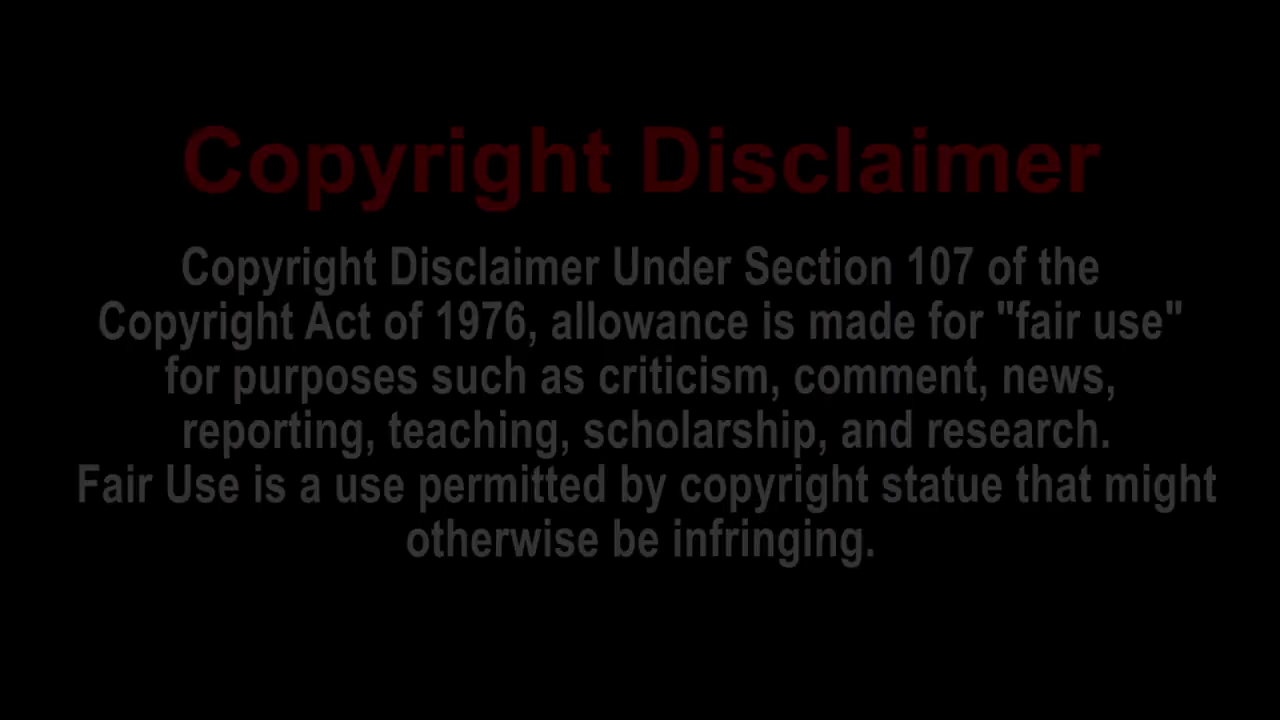 Copyright Disclaimer
Copyright Disclaimer Under Section 107 of the
Copyright Act of 1976, allowance is made for "fair use"
for purposes such as criticism, comment, news,
reporting, teaching, scholarship, and research.
Fair Use is a use permitted by copyright statue that might
otherwise be infringing.